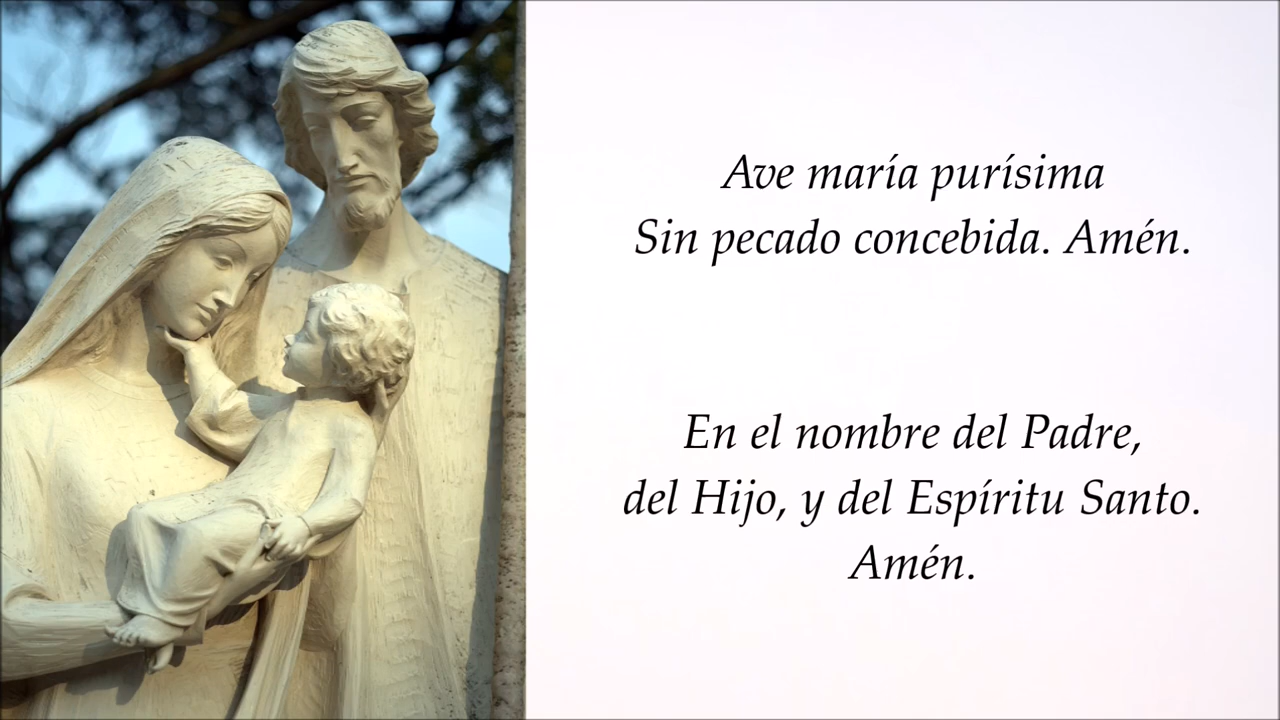 Ave maría purísima
Sin pecado concebida. Amén.
En el nombre del Padre,
del Hijo, y del Espíritu Santo.
Amén.